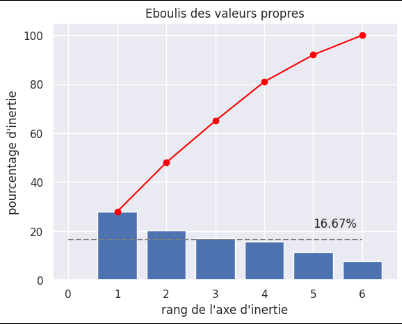 Eboulis des valeurs propres
100
80
60
40
20
0
pourcentage d'inertie
16.67%
0 1 2 3 4 5 6
rang de l'axe d'inertie